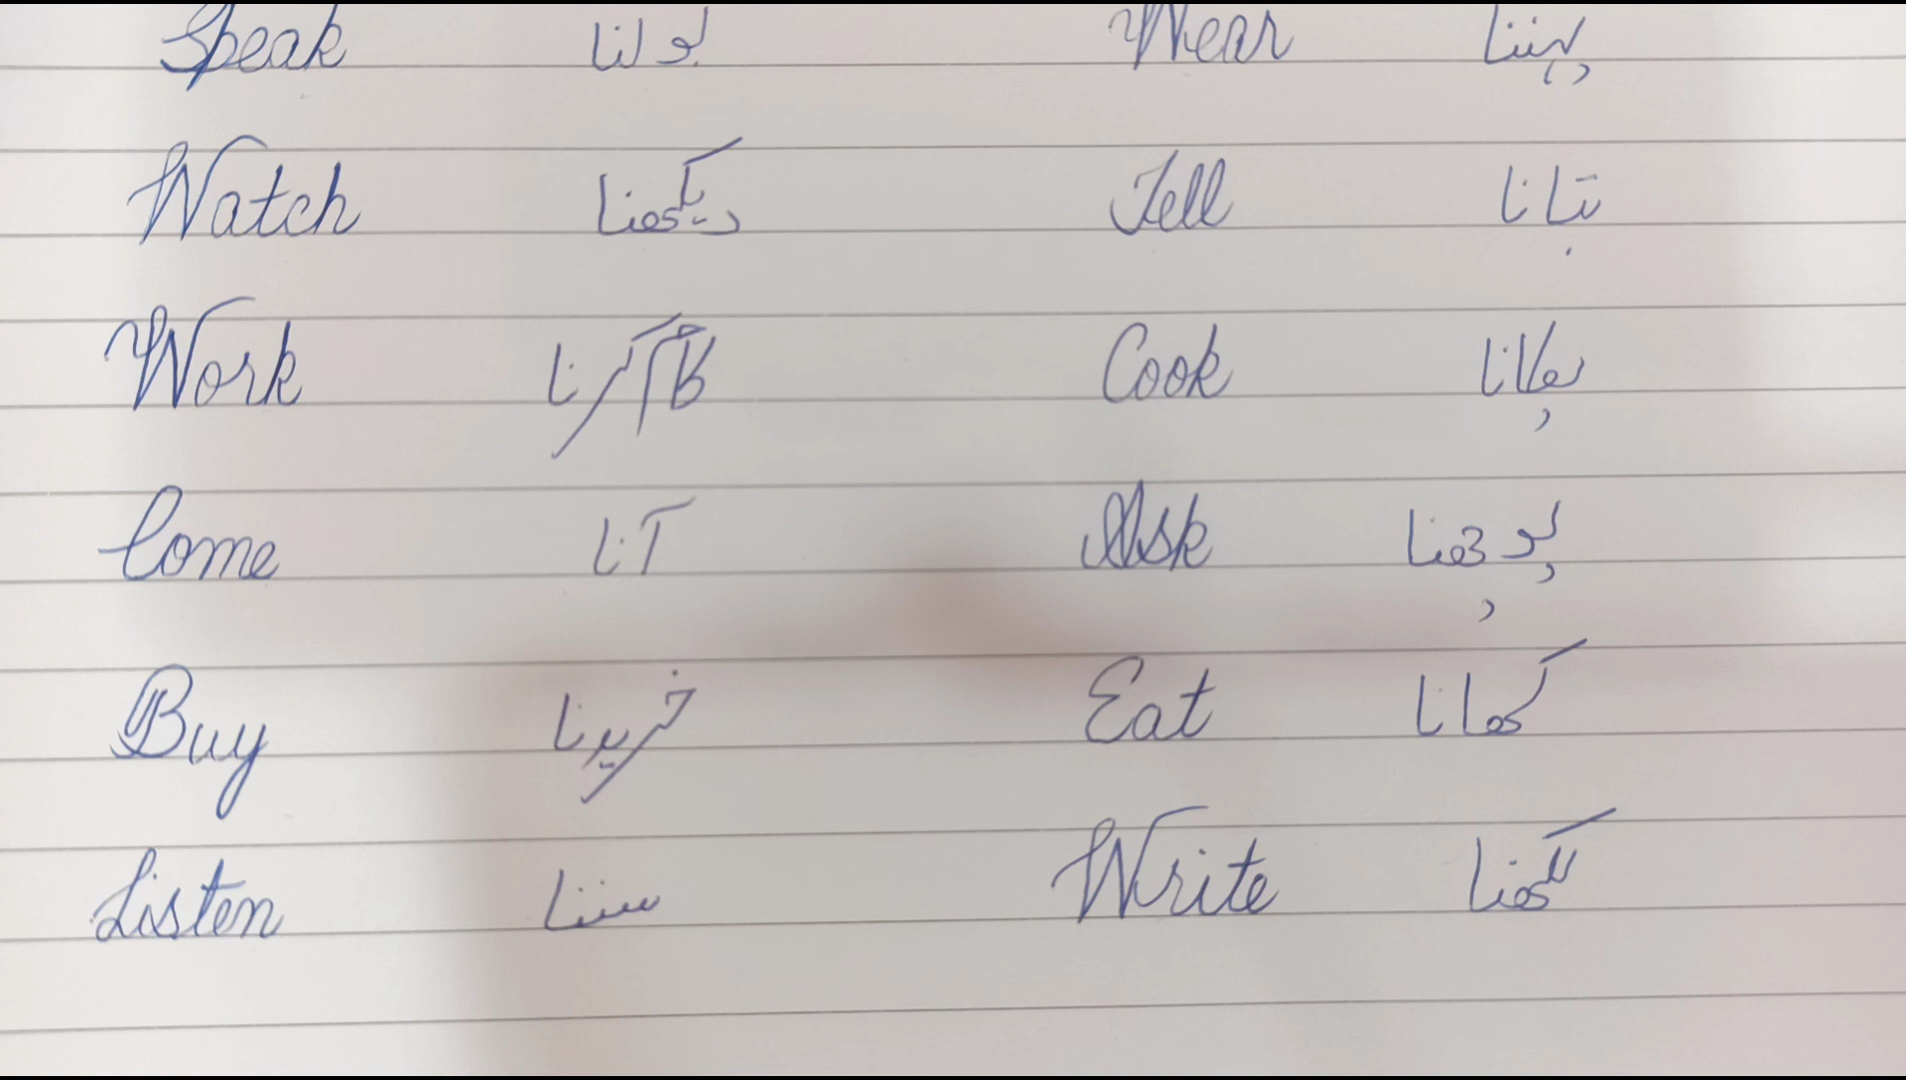 Speak بولنا Wear پہننا
Watch دیکھنا Tell بتانا
Work کام کرنا Cook پکانا
Come آنا Ask پوچھنا
Buy خریدنا Eat کھانا
Listen سننا Write لکھنا